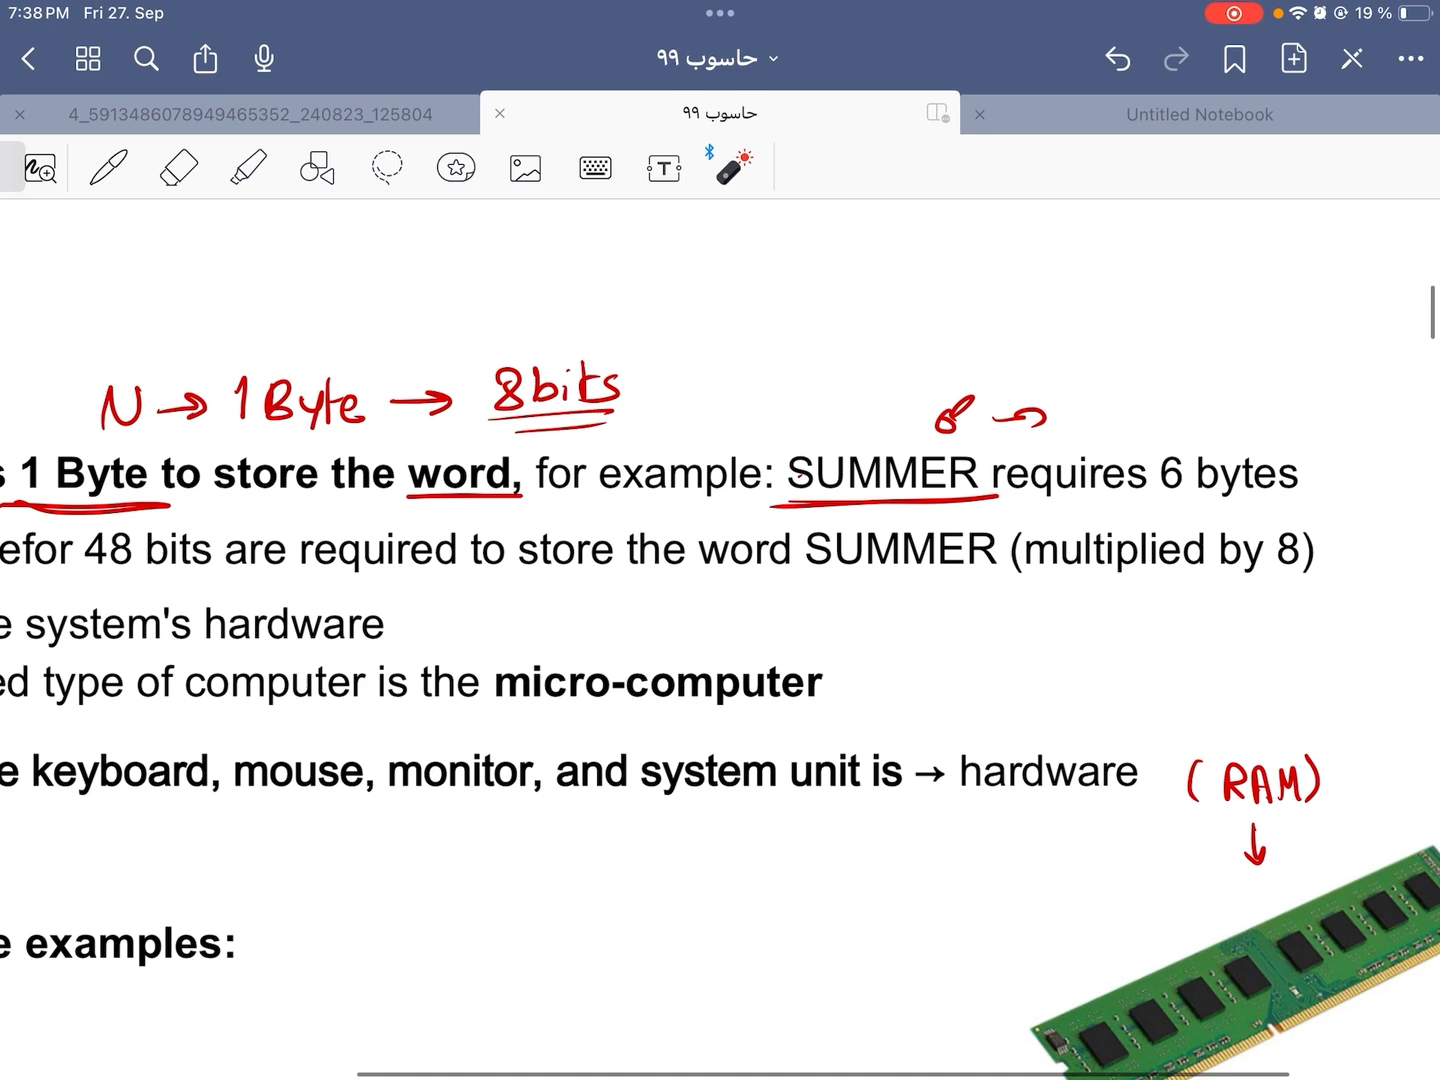 7:38 PM Fri 27. Sep
19 %
حاسوب ٩٩
4_5913486078949465352_240823_125804
حاسوب ٩٩
Untitled Notebook
T
N → 1 Byte → 8 bits
8 →
s 1 Byte to store the word, for example: SUMMER requires 6 bytes
efor 48 bits are required to store the word SUMMER (multiplied by 8)
e system's hardware
ed type of computer is the micro-computer
e keyboard, mouse, monitor, and system unit is → hardware
(RAM)
↓
e examples: